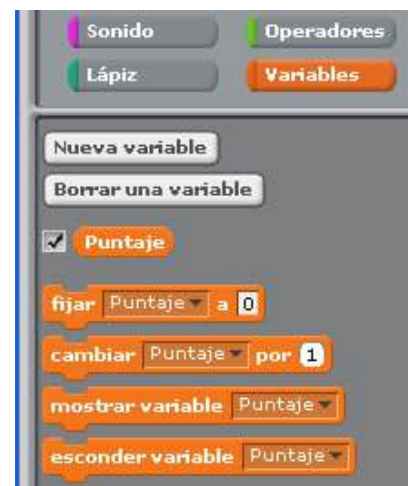 Sonido Operadores
Lápiz Variables
Nueva variable
Borrar una variable
Puntaje
fijar Puntaje a 0
cambiar Puntaje por 1
mostrar variable Puntaje
esconder variable Puntaje